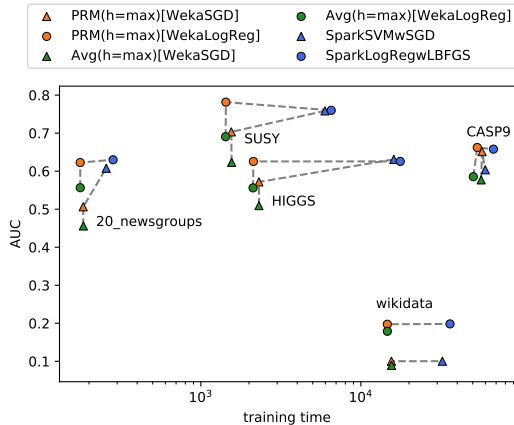 PRM(h=max)[WekaSGD]
PRM(h=max)[WekaLogReg]
Avg(h=max)[WekaSGD]
Avg(h=max)[WekaLogReg]
SparkSVMwSGD
SparkLogRegwLBFGS
0.8
0.7
0.6
0.5
0.4
0.3
0.2
0.1
AUC
SUSY
CASP9
HIGGS
20_newsgroups
wikidata
10³
10⁴
training time